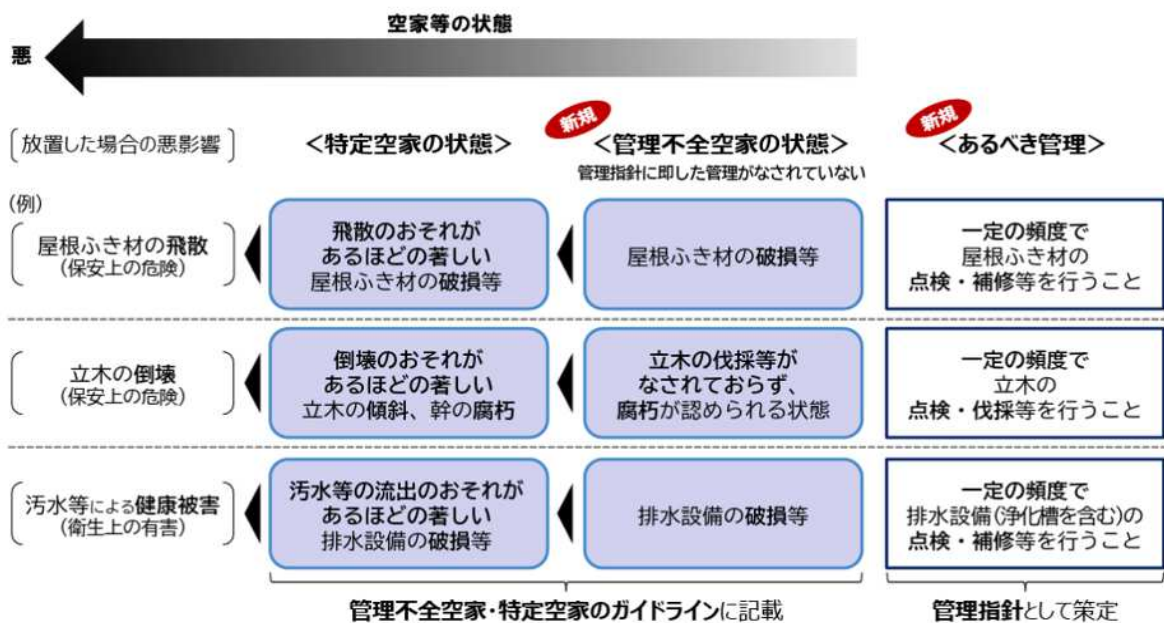 空家等の状態
悪
〔放置した場合の悪影響〕
<特定空家の状態>
新規
<管理不全空家の状態>
管理指針に即した管理がなされていない
新規
<あるべき管理>
(例)
屋根ふき材の飛散
(保安上の危険)
飛散のおそれが
あるほどの著しい
屋根ふき材の破損等
屋根ふき材の破損等
一定の頻度で
屋根ふき材の
点検・補修等を行うこと
立木の倒壊
(保安上の危険)
倒壊のおそれが
あるほどの著しい
立木の傾斜、幹の腐朽
立木の伐採等が
なされておらず、
腐朽が認められる状態
一定の頻度で
立木の
点検・伐採等を行うこと
汚水等による健康被害
(衛生上の有害)
汚水等の流出のおそれが
あるほどの著しい
排水設備の破損等
排水設備の破損等
一定の頻度で
排水設備(浄化槽を含む)の
点検・補修等を行うこと
管理不全空家・特定空家のガイドラインに記載
管理指針として策定